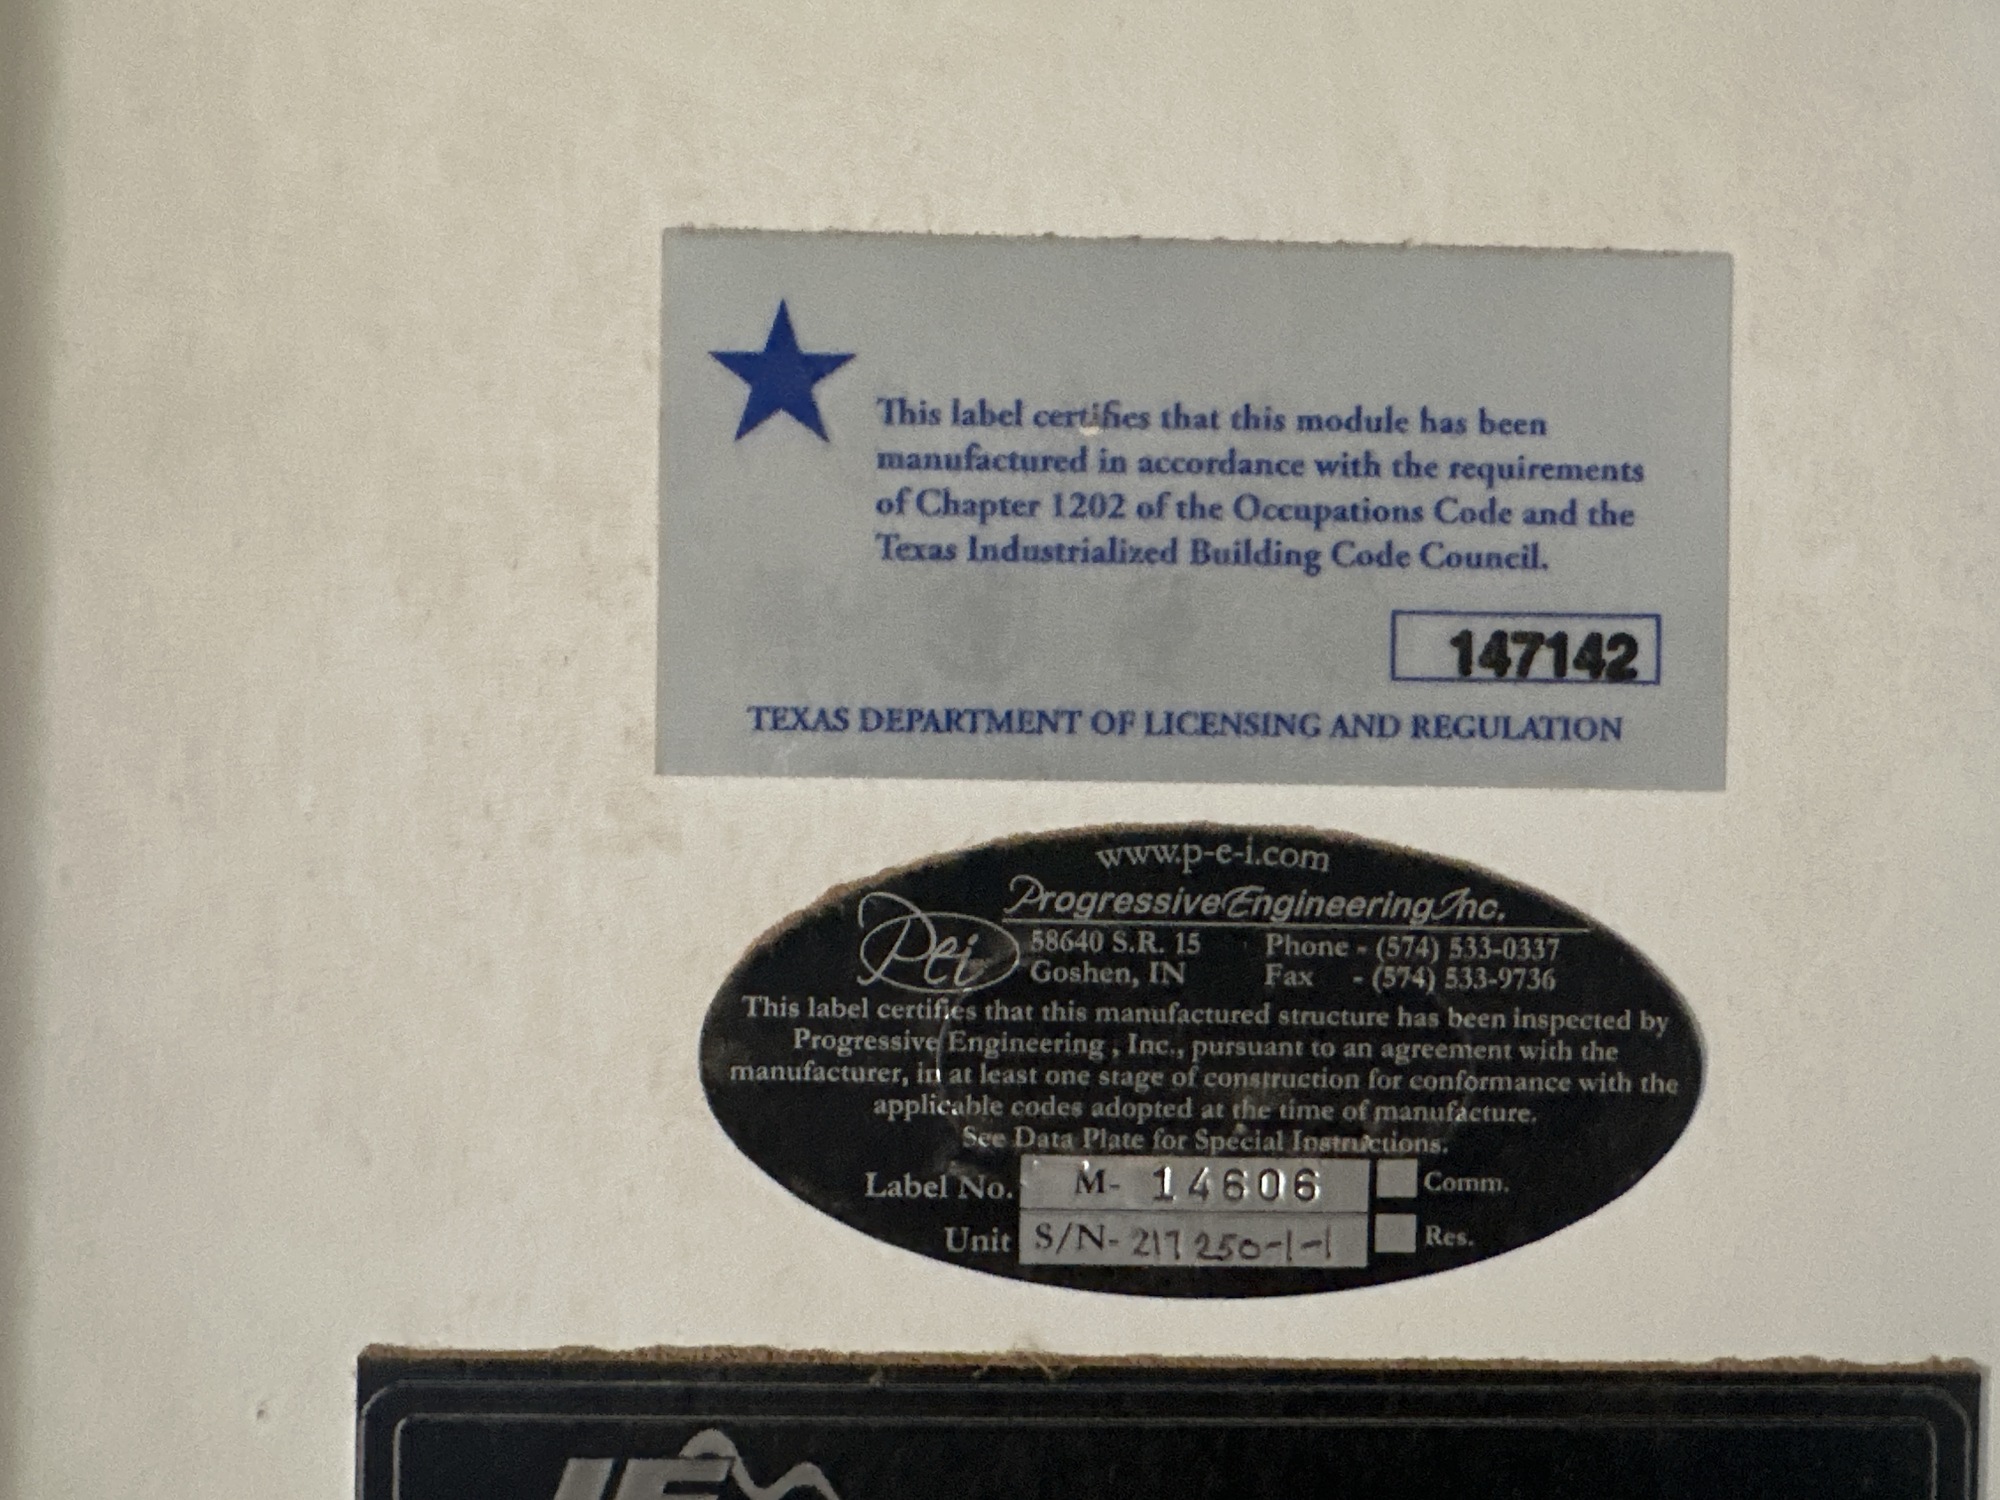 This label certifies that this module has been
manufactured in accordance with the requirements
of Chapter 1202 of the Occupations Code and the
Texas Industrialized Building Code Council.
147142
TEXAS DEPARTMENT OF LICENSING AND REGULATION
www.p-e-i.com
Progressive Engineering Inc.
Pei
58640 S.R. 15 Phone - (574) 533-0337
Goshen, IN Fax - (574) 533-9736
This label certifies that this manufactured structure has been inspected by
Progressive Engineering , Inc., pursuant to an agreement with the
manufacturer, in at least one stage of construction for conformance with the
applicable codes adopted at the time of manufacture.
See Data Plate for Special Instructions.
Label No. M- 14606 Comm.
Unit S/N- 217250-1-1 Res.